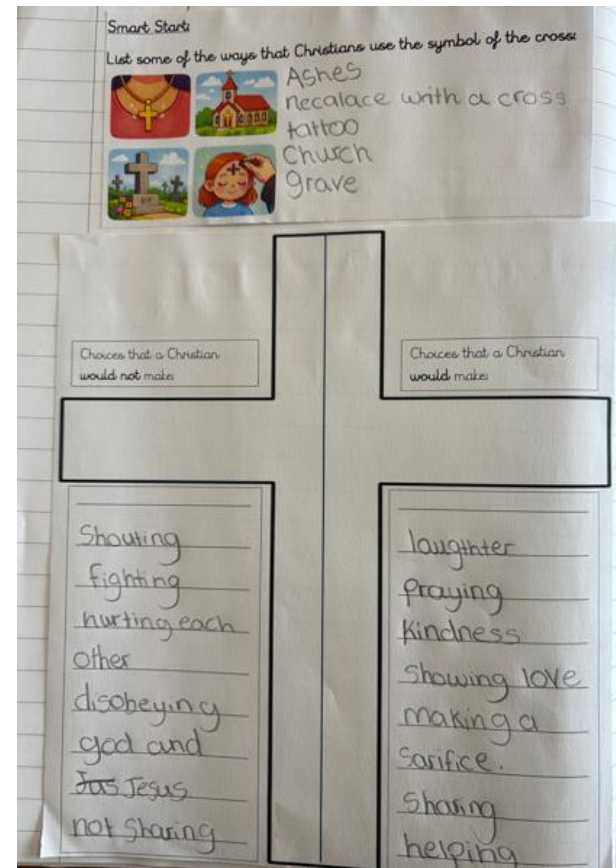 Smart Start:
List some of the ways that Christians use the symbol of the cross:
Ashes
necalace with a cross
tattoo
Church
grave
RIP
Choices that a Christian
would not make:
Shouting
fighting
hurting each
other
disobeying
god and
Jas Jesus
not sharing
Choices that a Christian
would make:
laughter
praying
Kindness
showing love
making a
Sarifice.
Sharing
helping